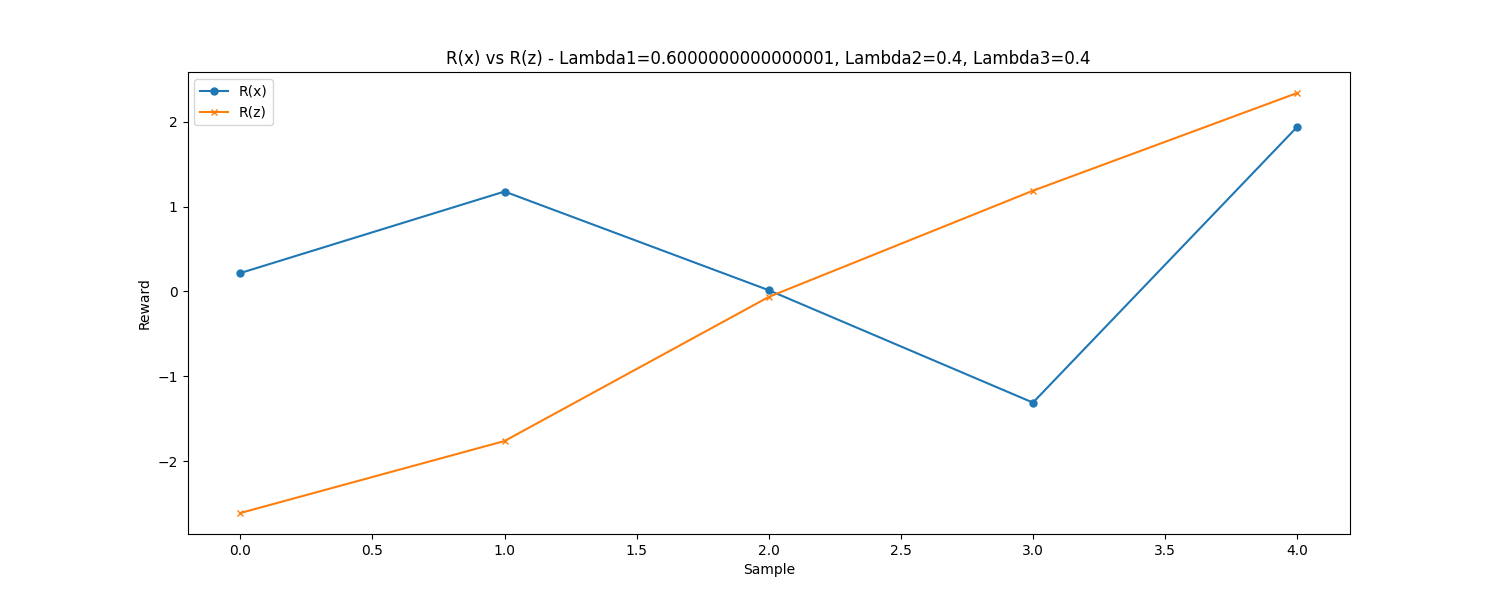 R(x) vs R(z) - Lambda1=0.6000000000000001, Lambda2=0.4, Lambda3=0.4
R(x)
R(z)
2
1
0
−1
−2
Reward
0.0 0.5 1.0 1.5 2.0 2.5 3.0 3.5 4.0
Sample